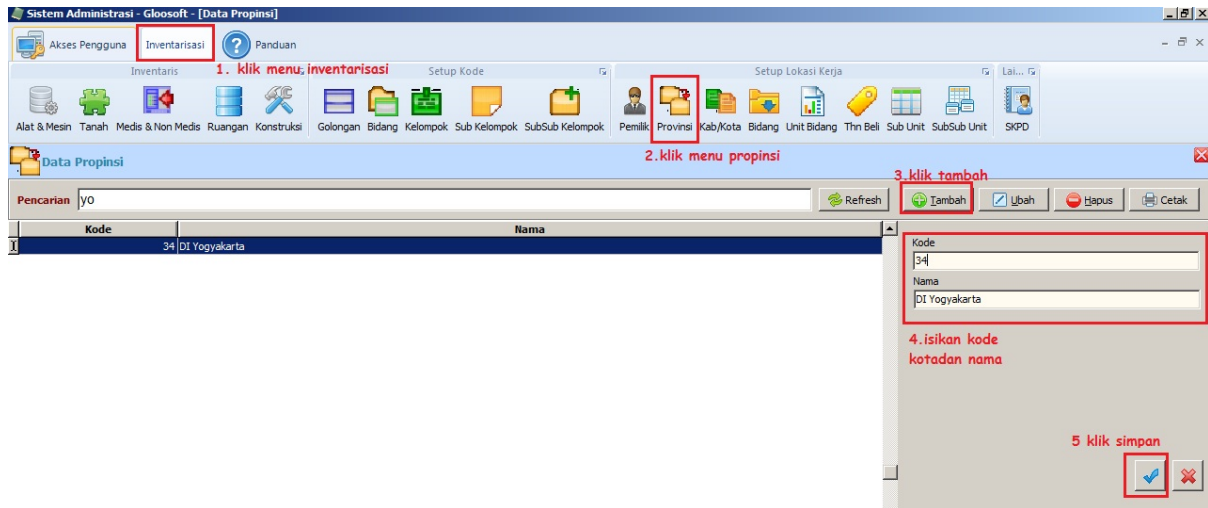 Sistem Administrasi - Gloosoft - [Data Propinsi]
Akses Pengguna Inventarisasi Panduan
Inventaris 1. klik menu inventarisasi Setup Kode Setup Lokasi Kerja Lai...
Alat & Mesin Tanah Medis & Non Medis Ruangan Konstruksi Golongan Bidang Kelompok Sub Kelompok SubSub Kelompok Pemilik Provinsi Kab/Kota Bidang Unit Bidang Thn Beli Sub Unit SubSub Unit SKPD
Data Propinsi 2.klik menu propinsi
3.klik tambah
Pencarian yo Refresh Tambah Ubah Hapus Cetak
Kode Nama
34 DI Yogyakarta
Kode
34
Nama
DI Yogyakarta
4.isikan kode
kotadan nama
5 klik simpan